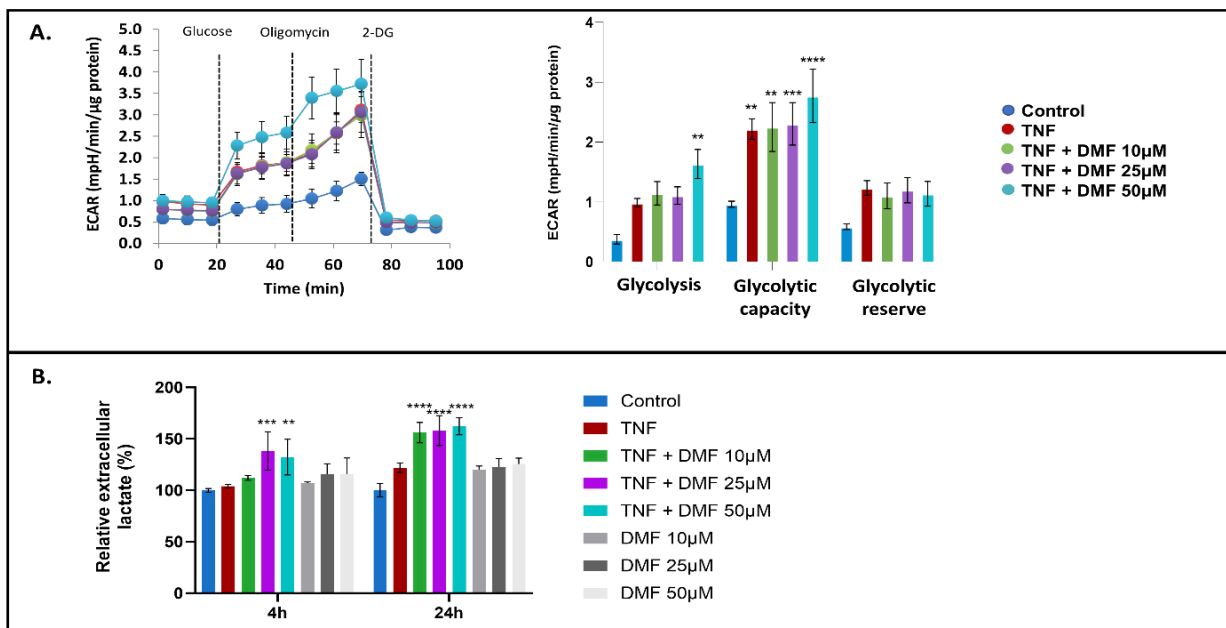 A.
Glucose Oligomycin 2-DG
ECAR (mpH/min/µg protein)
5.0
4.5
4.0
3.5
3.0
2.5
2.0
1.5
1.0
0.5
0.0
0 20 40 60 80 100
Time (min)
ECAR (mpH/min/µg protein)
4
3
2
1
0
**
** ** *** ****
Glycolysis
Glycolytic
capacity
Glycolytic
reserve
Control
TNF
TNF + DMF 10µM
TNF + DMF 25µM
TNF + DMF 50µM
B.
Relative extracellular
lactate (%)
200
150
100
50
0
*** **
**** **** ****
4h 24h
Control
TNF
TNF + DMF 10µM
TNF + DMF 25µM
TNF + DMF 50µM
DMF 10µM
DMF 25µM
DMF 50µM